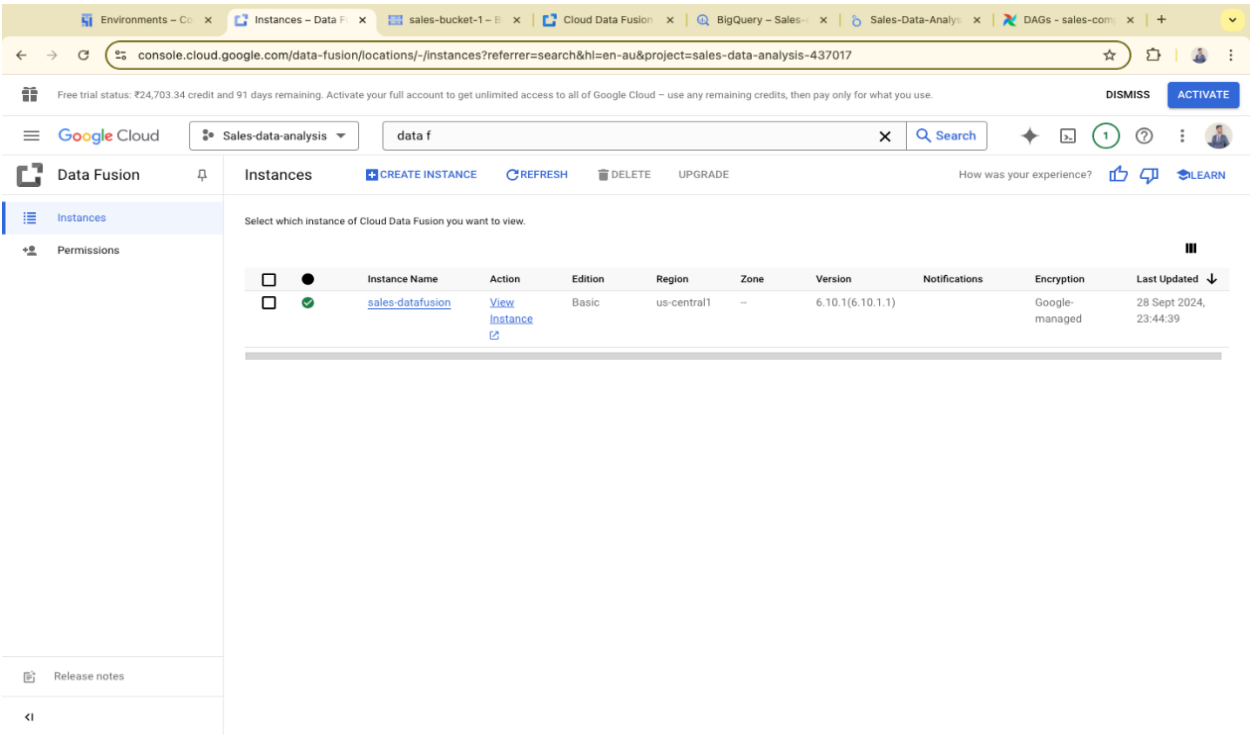 Environments – Co
Instances – Data F
sales-bucket-1 – B
Cloud Data Fusion
BigQuery – Sales-
Sales-Data-Analys
DAGs - sales-com
console.cloud.google.com/data-fusion/locations/-/instances?referrer=search&hl=en-au&project=sales-data-analysis-437017
Free trial status: ₹24,703.34 credit and 91 days remaining. Activate your full account to get unlimited access to all of Google Cloud – use any remaining credits, then pay only for what you use.
DISMISS
ACTIVATE
Google Cloud
Sales-data-analysis
data f
Search
1
Data Fusion
Instances
CREATE INSTANCE
REFRESH
DELETE
UPGRADE
How was your experience?
LEARN
Instances
Permissions
Select which instance of Cloud Data Fusion you want to view.
Instance Name Action Edition Region Zone Version Notifications Encryption Last Updated
sales-datafusion View Basic us-central1 – 6.10.1(6.10.1.1) Google- 28 Sept 2024,
Instance managed 23:44:39
Release notes